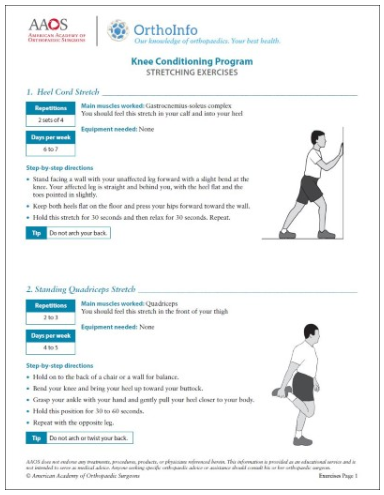 AAOS
AMERICAN ACADEMY OF
ORTHOPAEDIC SURGEONS
OrthoInfo
Our knowledge of orthopaedics. Your best health.
Knee Conditioning Program
STRETCHING EXERCISES
1. Heel Cord Stretch
Repetitions
2 sets of 4
Days per week
6 to 7
Main muscles worked: Gastrocnemius-soleus complex
You should feel this stretch in your calf and into your heel
Equipment needed: None
Step-by-step directions
• Stand facing a wall with your unaffected leg forward with a slight bend at the
knee. Your affected leg is straight and behind you, with the heel flat and the
toes pointed in slightly.
• Keep both heels flat on the floor and press your hips forward toward the wall.
• Hold this stretch for 30 seconds and then relax for 30 seconds. Repeat.
Tip Do not arch your back.
2. Standing Quadriceps Stretch
Repetitions
2 to 3
Days per week
4 to 5
Main muscles worked: Quadriceps
You should feel this stretch in the front of your thigh
Equipment needed: None
Step-by-step directions
• Hold on to the back of a chair or a wall for balance.
• Bend your knee and bring your heel up toward your buttock.
• Grasp your ankle with your hand and gently pull your heel closer to your body.
• Hold this position for 30 to 60 seconds.
• Repeat with the opposite leg.
Tip Do not arch or twist your back.
AAOS does not endorse any treatments, procedures, products, or physicians referenced herein. This information is provided as an educational service and is
not intended to serve as medical advice. Anyone seeking specific orthopaedic advice or assistance should consult his or her orthopaedic surgeon.
© American Academy of Orthopaedic Surgeons
Exercises Page 1